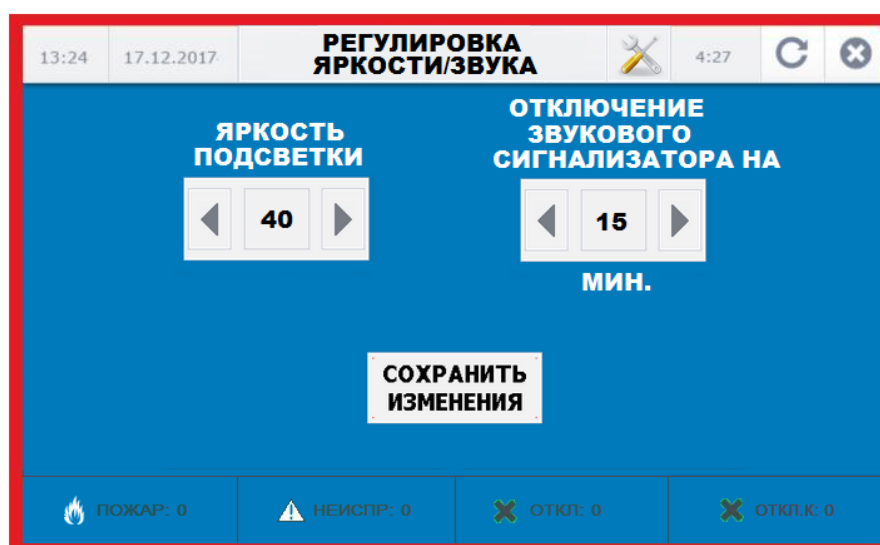 13:24
17.12.2017
РЕГУЛИРОВКА
ЯРКОСТИ/ЗВУКА
4:27
ЯРКОСТЬ
ПОДСВЕТКИ
40
ОТКЛЮЧЕНИЕ
ЗВУКОВОГО
СИГНАЛИЗАТОРА НА
15
МИН.
СОХРАНИТЬ
ИЗМЕНЕНИЯ
ПОЖАР: 0
НЕИСПР: 0
ОТКЛ: 0
ОТКЛ.К: 0